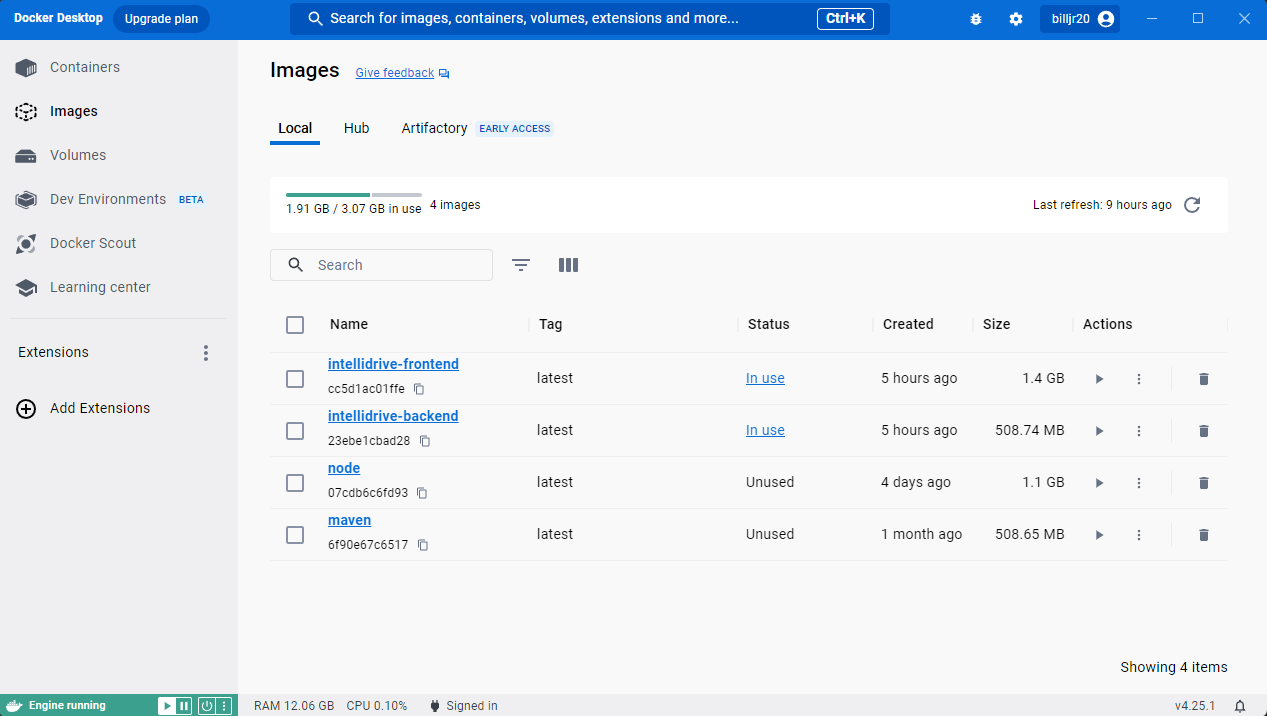 Docker Desktop Upgrade plan Search for images, containers, volumes, extensions and more... Ctrl+K billjr20
Containers
Images
Volumes
Dev Environments BETA
Docker Scout
Learning center
Extensions
Add Extensions
Images Give feedback
Local Hub Artifactory EARLY ACCESS
1.91 GB / 3.07 GB in use 4 images Last refresh: 9 hours ago
Search
Name Tag Status Created Size Actions
intellidrive-frontend
cc5d1ac01ffe latest In use 5 hours ago 1.4 GB
intellidrive-backend
23ebe1cbad28 latest In use 5 hours ago 508.74 MB
node
07cdb6c6fd93 latest Unused 4 days ago 1.1 GB
maven
6f90e67c6517 latest Unused 1 month ago 508.65 MB
Showing 4 items
Engine running RAM 12.06 GB CPU 0.10% Signed in v4.25.1